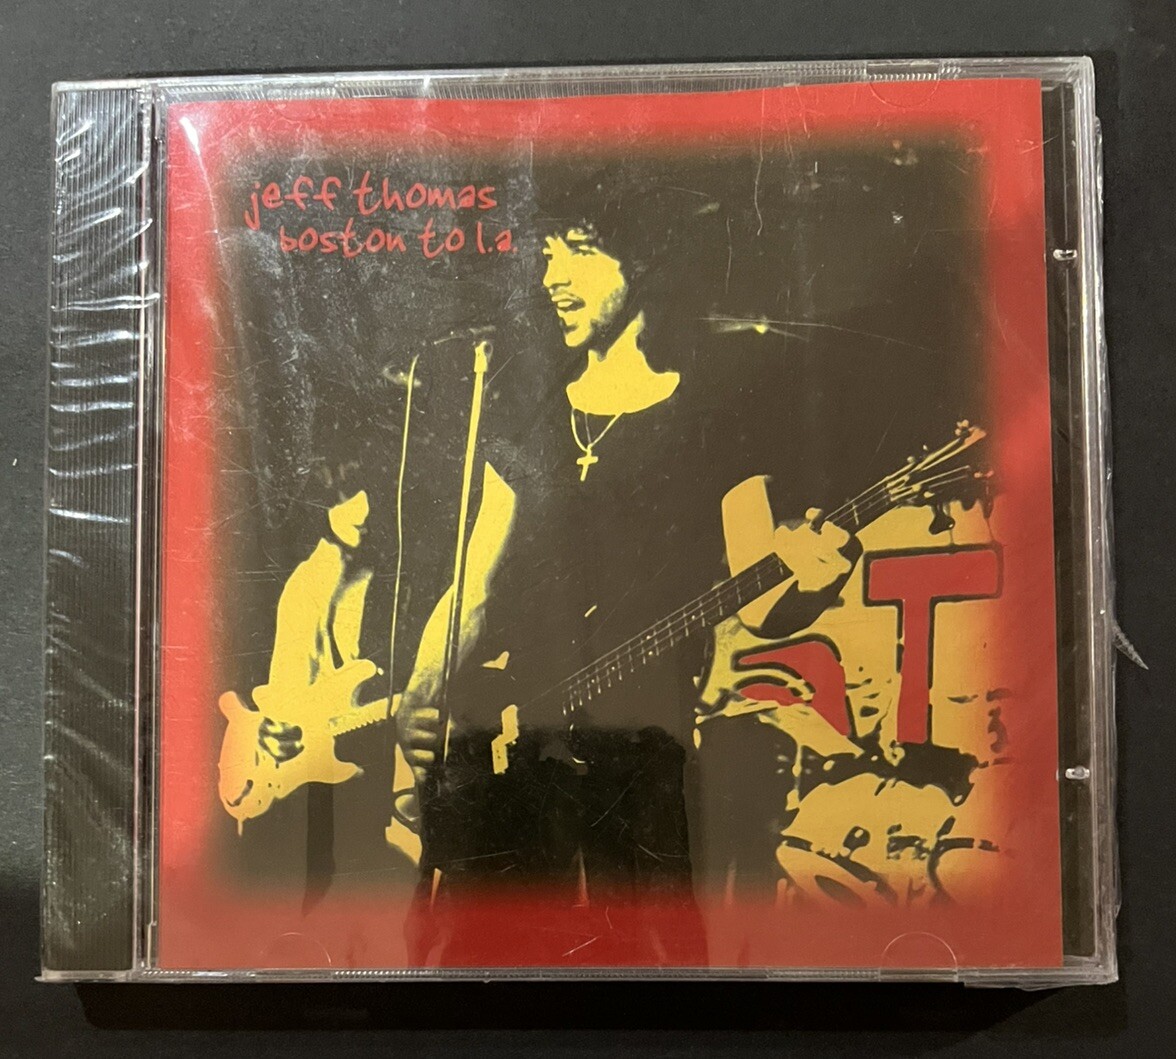 jeff thomas
boston to l.a.
T